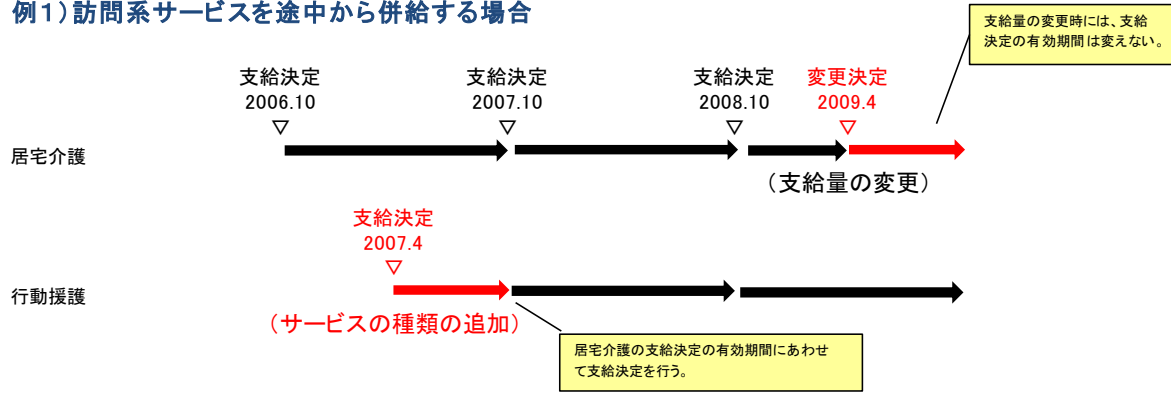 例1）訪問系サービスを途中から併給する場合
支給量の変更時には、支給
決定の有効期間は変えない。
支給決定 支給決定 支給決定 変更決定
2006.10 2007.10 2008.10 2009.4
▽ ▽ ▽ ▽
居宅介護
（支給量の変更）
支給決定
2007.4
▽
行動援護
（サービスの種類の追加）
居宅介護の支給決定の有効期間にあわせ
て支給決定を行う。